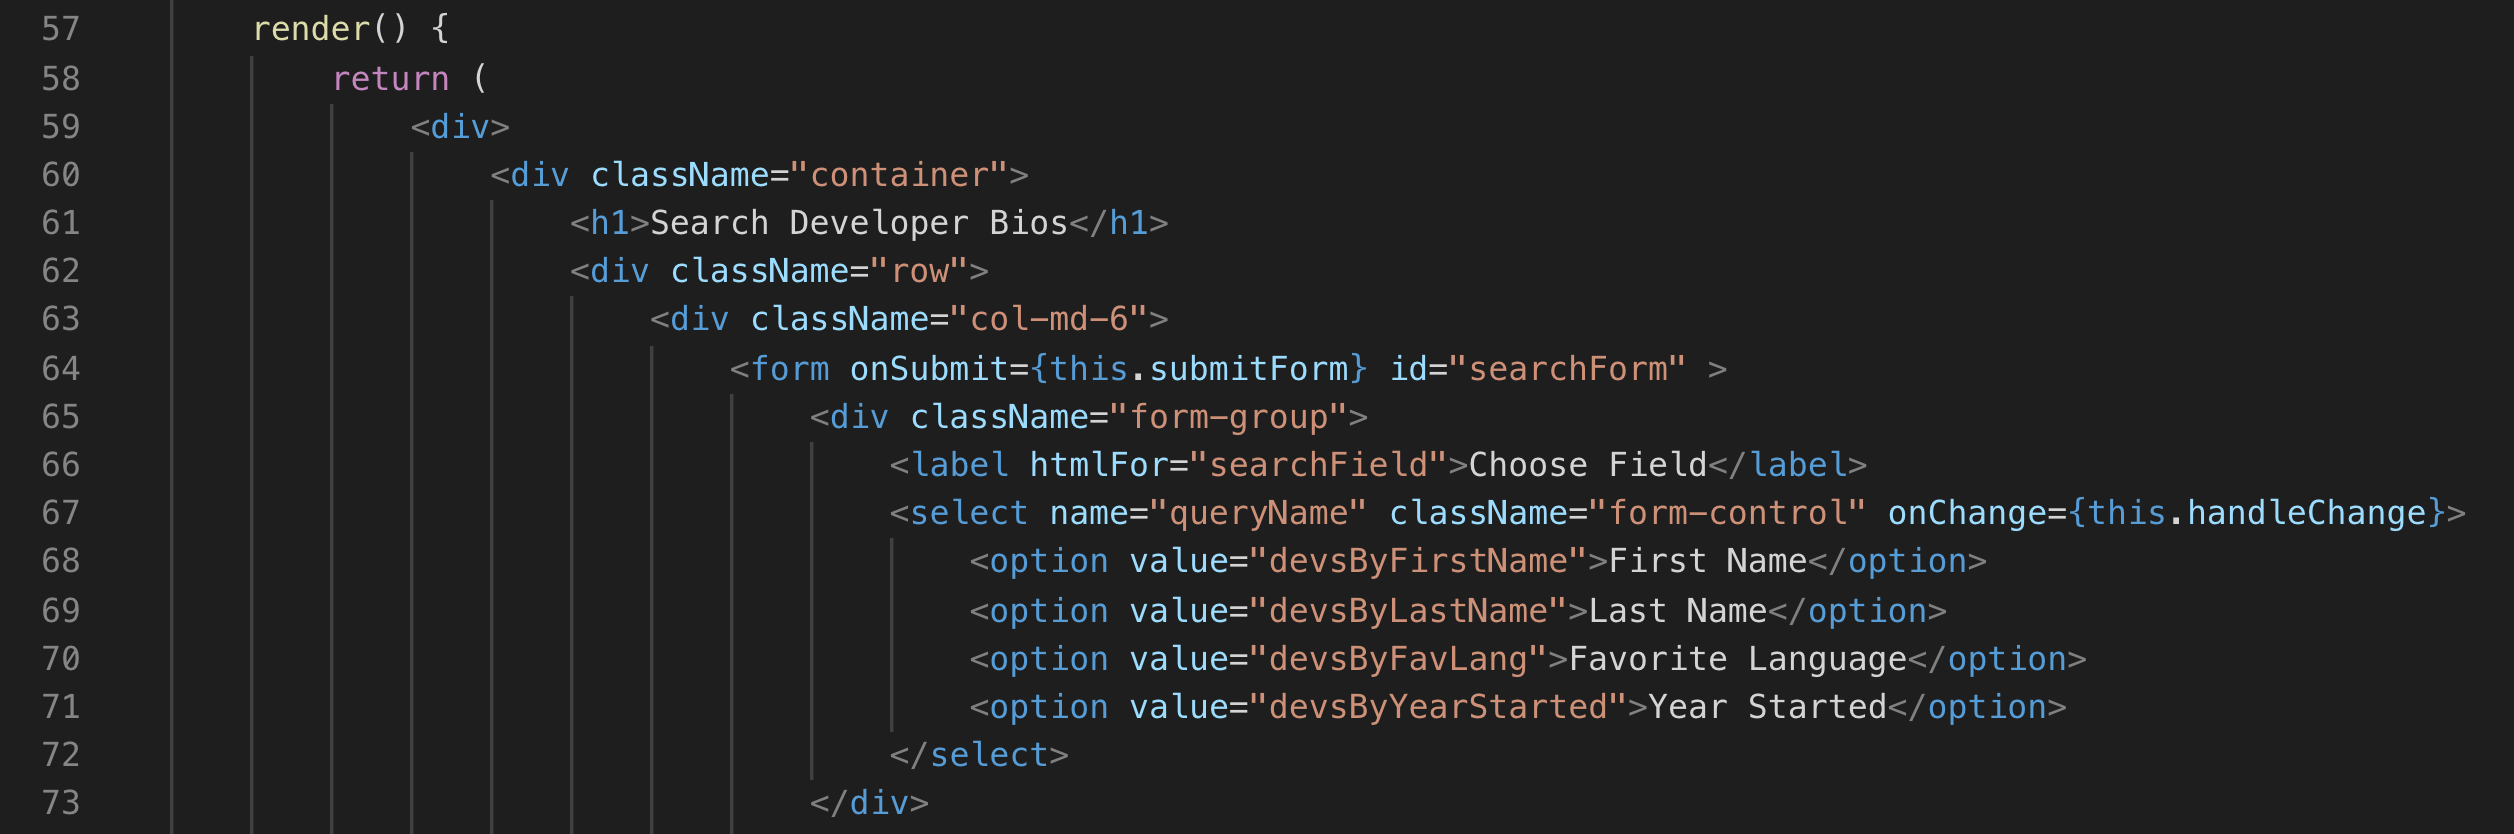 57 render() {
58 return (
59 <div>
60 <div className="container">
61 <h1>Search Developer Bios</h1>
62 <div className="row">
63 <div className="col-md-6">
64 <form onSubmit={this.submitForm} id="searchForm" >
65 <div className="form-group">
66 <label htmlFor="searchField">Choose Field</label>
67 <select name="queryName" className="form-control" onChange={this.handleChange}>
68 <option value="devsByFirstName">First Name</option>
69 <option value="devsByLastName">Last Name</option>
70 <option value="devsByFavLang">Favorite Language</option>
71 <option value="devsByYearStarted">Year Started</option>
72 </select>
73 </div>